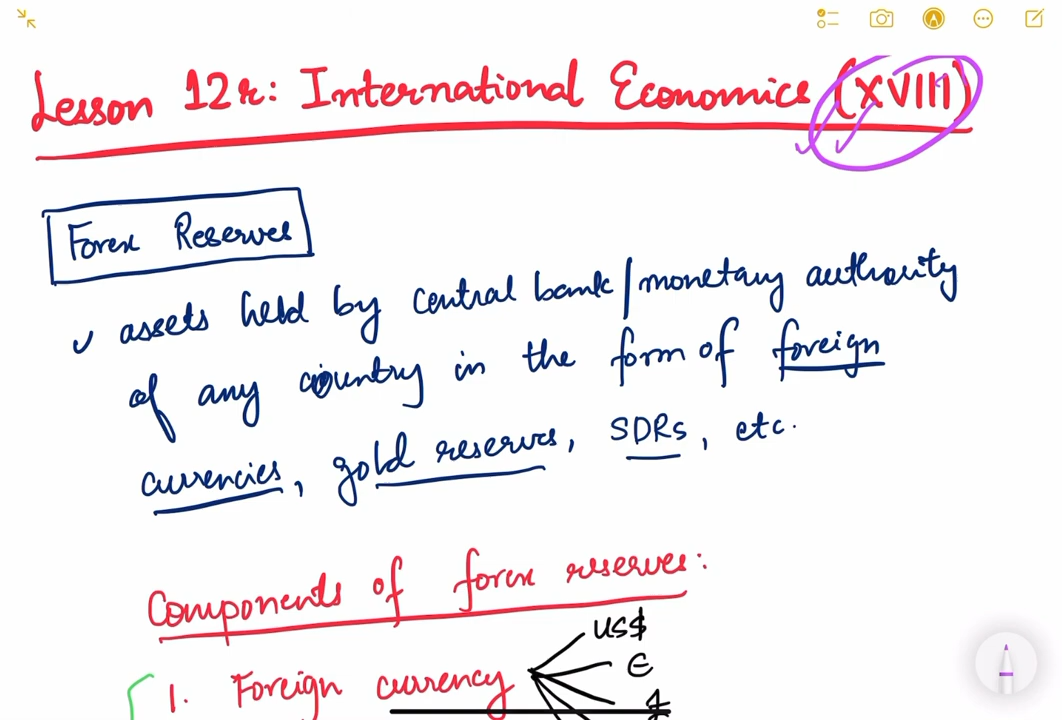 Lesson 12r: International Economics (XVIII)
Forex Reserves
✓ assets held by central bank/monetary authority
of any country in the form of foreign
currencies, gold reserves, SDRs, etc.
Components of forex reserves:
US$
€
1. Foreign currency